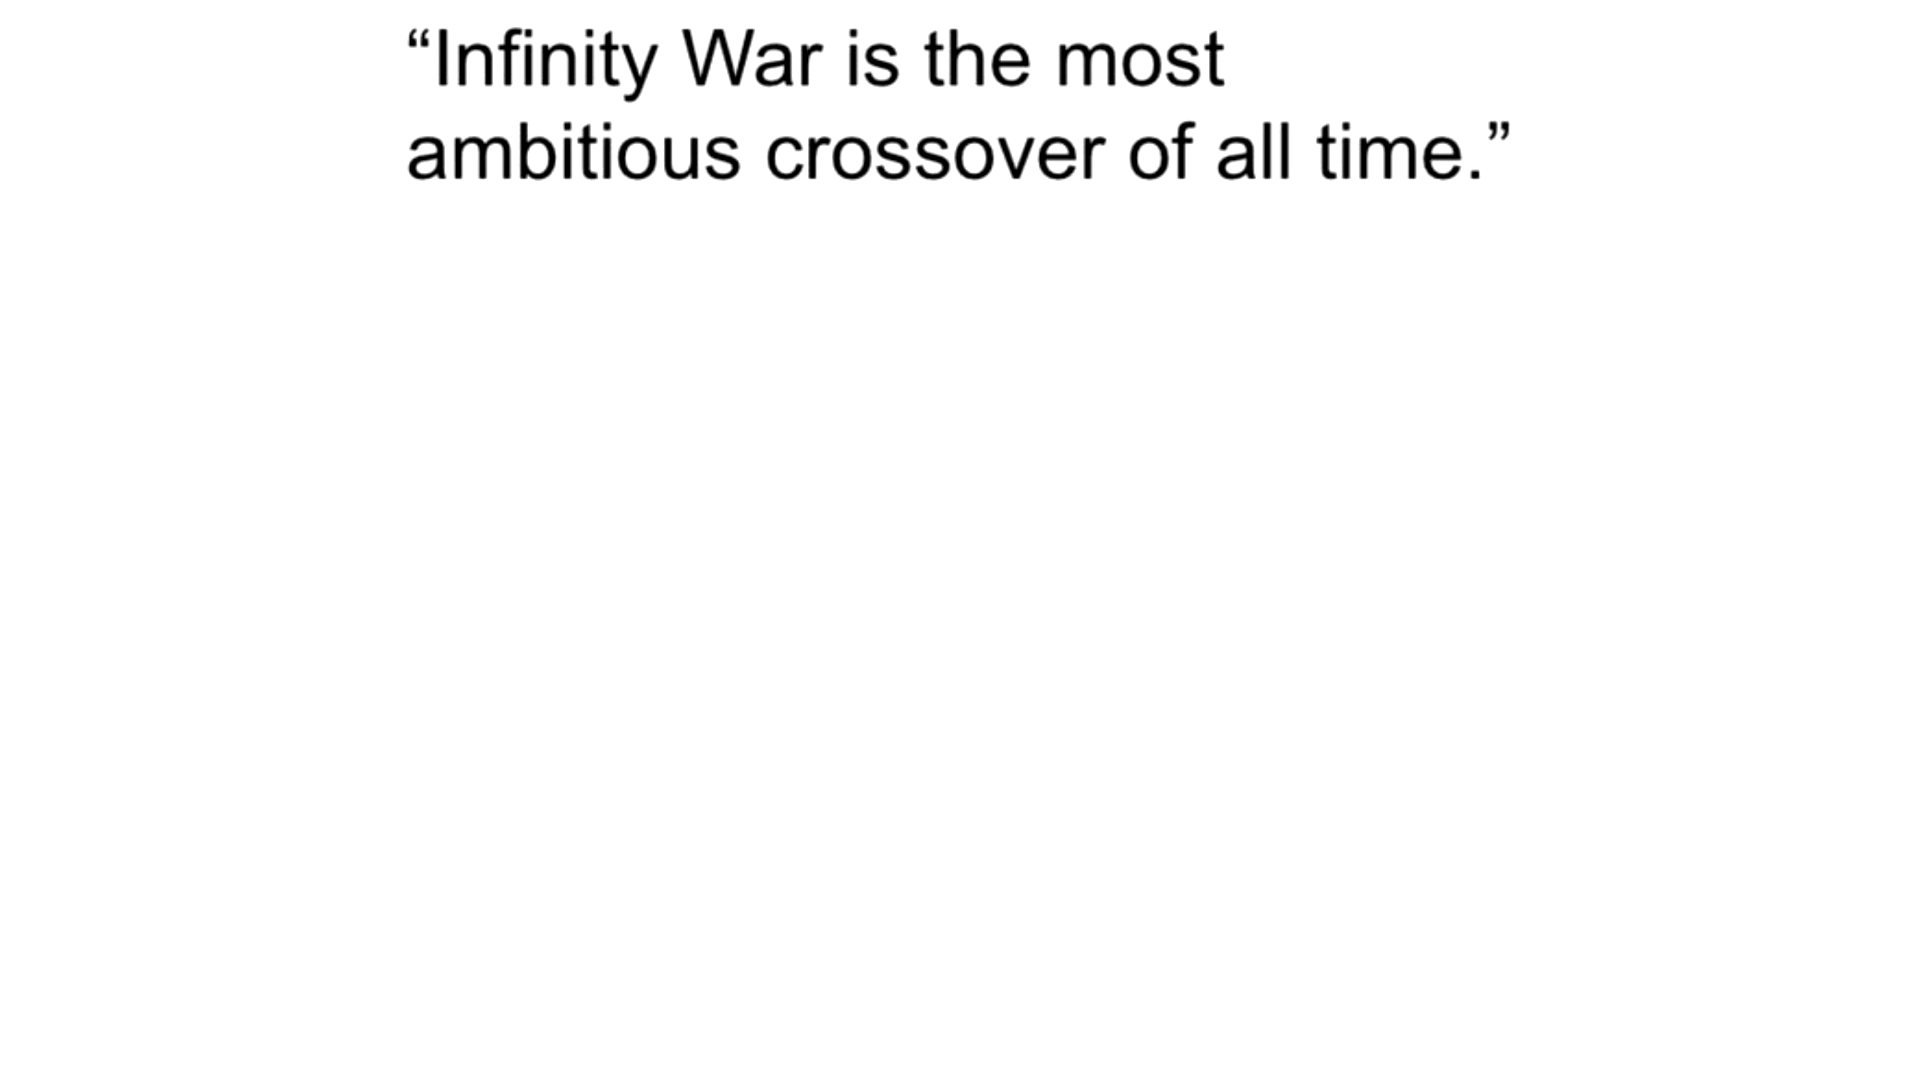 “Infinity War is the most
ambitious crossover of all time.”